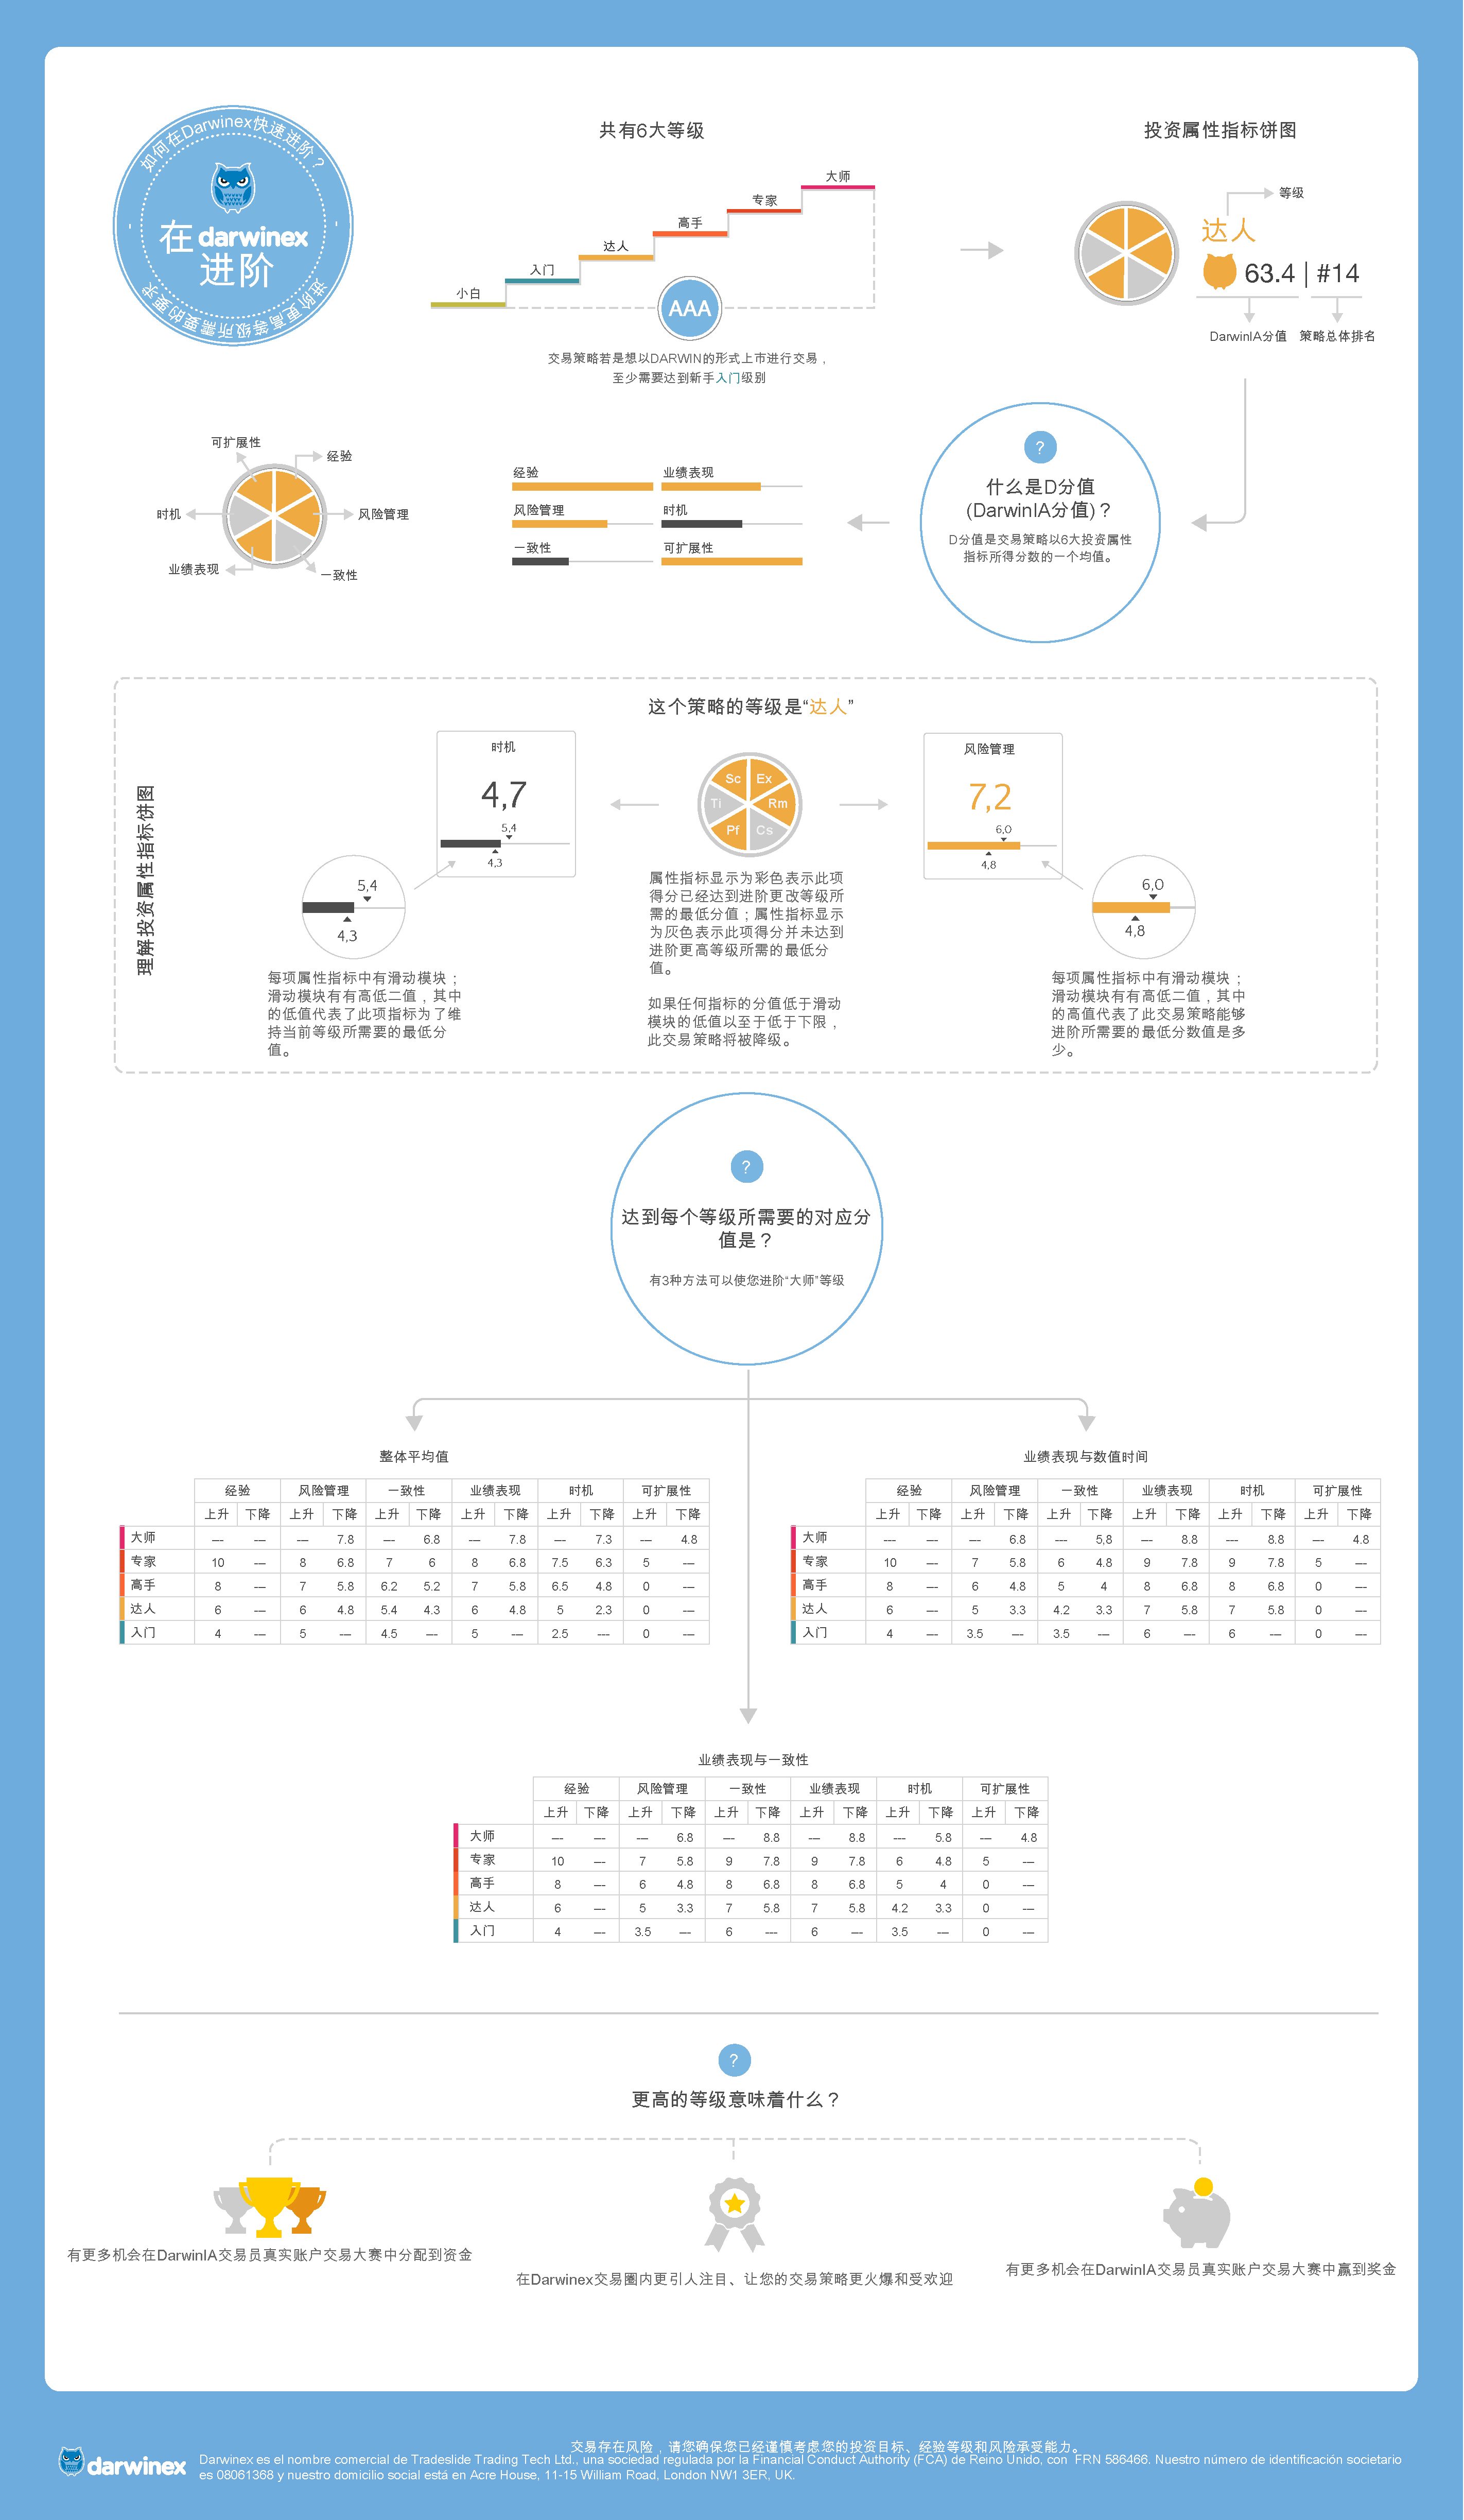 如何在Darwinex快速进阶？
在 darwinex
进阶
进阶更高等级所需要的要求
共有6大等级
小白
入门
达人
高手
专家
大师
AAA
交易策略若是想以DARWIN的形式上市进行交易，
至少需要达到新手入门级别
投资属性指标饼图
等级
达人
63.4 | #14
DarwinIA分值 策略总体排名
可扩展性
经验
时机
风险管理
业绩表现
一致性
经验 业绩表现
风险管理 时机
一致性 可扩展性
?
什么是D分值
(DarwinIA分值)？
D分值是交易策略以6大投资属性
指标所得分数的一个均值。
理解投资属性指标饼图
这个策略的等级是“达人”
时机
4,7
5,4
4,3
5,4
4,3
每项属性指标中有滑动模块；
滑动模块有有高低二值，其中
的低值代表了此项指标为了维
持当前等级所需要的最低分
值。
Sc Ex
Ti Rm
Pf Cs
属性指标显示为彩色表示此项
得分已经达到进阶更改等级所
需的最低分值；属性指标显示
为灰色表示此项得分并未达到
进阶更高等级所需的最低分
值。
如果任何指标的分值低于滑动
模块的低值以至于低于下限，
此交易策略将被降级。
风险管理
7,2
6,0
4,8
6,0
4,8
每项属性指标中有滑动模块；
滑动模块有有高低二值，其中
的高值代表了此交易策略能够
进阶所需要的最低分数值是多
少。
?
达到每个等级所需要的对应分
值是？
有3种方法可以使您进阶“大师”等级
整体平均值
经验 风险管理 一致性 业绩表现 时机 可扩展性
上升 下降 上升 下降 上升 下降 上升 下降 上升 下降 上升 下降
大师 --- --- --- 7.8 --- 6.8 --- 7.8 --- 7.3 --- 4.8
专家 10 --- 8 6.8 7 6 8 6.8 7.5 6.3 5 ---
高手 8 --- 7 5.8 6.2 5.2 7 5.8 6.5 4.8 0 ---
达人 6 --- 6 4.8 5.4 4.3 6 4.8 5 2.3 0 ---
入门 4 --- 5 --- 4.5 --- 5 --- 2.5 --- 0 ---
业绩表现与数值时间
经验 风险管理 一致性 业绩表现 时机 可扩展性
上升 下降 上升 下降 上升 下降 上升 下降 上升 下降 上升 下降
大师 --- --- --- 6.8 --- 5,8 --- 8.8 --- 8.8 --- 4.8
专家 10 --- 7 5.8 6 4.8 9 7.8 9 7.8 5 ---
高手 8 --- 6 4.8 5 4 8 6.8 8 6.8 0 ---
达人 6 --- 5 3.3 4.2 3.3 7 5.8 7 5.8 0 ---
入门 4 --- 3.5 --- 3.5 --- 6 --- 6 --- 0 ---
业绩表现与一致性
经验 风险管理 一致性 业绩表现 时机 可扩展性
上升 下降 上升 下降 上升 下降 上升 下降 上升 下降 上升 下降
大师 --- --- --- 6.8 --- 8.8 --- 8.8 --- 5.8 --- 4.8
专家 10 --- 7 5.8 9 7.8 9 7.8 6 4.8 5 ---
高手 8 --- 6 4.8 8 6.8 8 6.8 5 4 0 ---
达人 6 --- 5 3.3 7 5.8 7 5.8 4.2 3.3 0 ---
入门 4 --- 3.5 --- 6 --- 6 --- 3.5 --- 0 ---
?
更高的等级意味着什么？
有更多机会在DarwinIA交易员真实账户交易大赛中分配到资金
在Darwinex交易圈内更引人注目、让您的交易策略更火爆和受欢迎
有更多机会在DarwinIA交易员真实账户交易大赛中赢到奖金
darwinex
交易存在风险，请您确保您已经谨慎考虑您的投资目标、经验等级和风险承受能力。
Darwinex es el nombre comercial de Tradeslide Trading Tech Ltd., una sociedad regulada por la Financial Conduct Authority (FCA) de Reino Unido, con FRN 586466. Nuestro número de identificación societario
es 08061368 y nuestro domicilio social está en Acre House, 11-15 William Road, London NW1 3ER, UK.